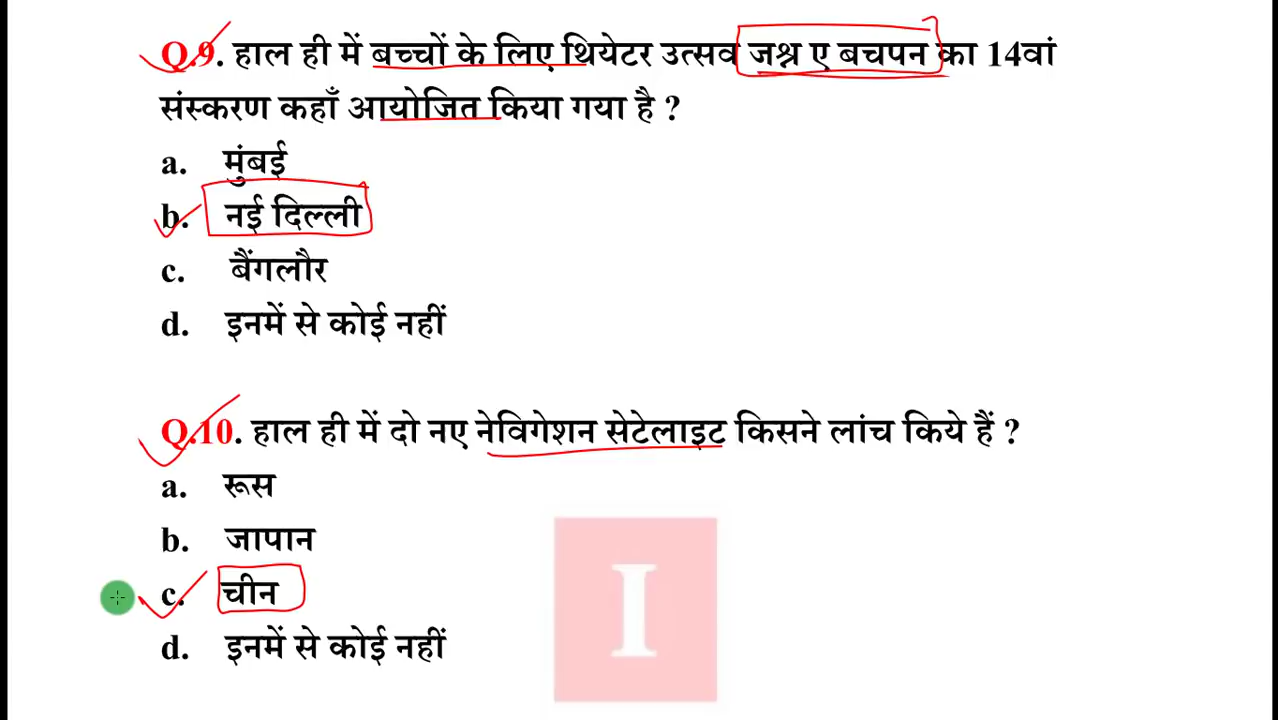 Q.9. हाल ही में बच्चों के लिए थियेटर उत्सव जश्न ए बचपन का 14वां
संस्करण कहाँ आयोजित किया गया है ?
a. मुंबई
b. नई दिल्ली
c. बैंगलौर
d. इनमें से कोई नहीं
Q.10. हाल ही में दो नए नेविगेशन सेटेलाइट किसने लांच किये हैं ?
a. रूस
b. जापान
c. चीन
d. इनमें से कोई नहीं
I